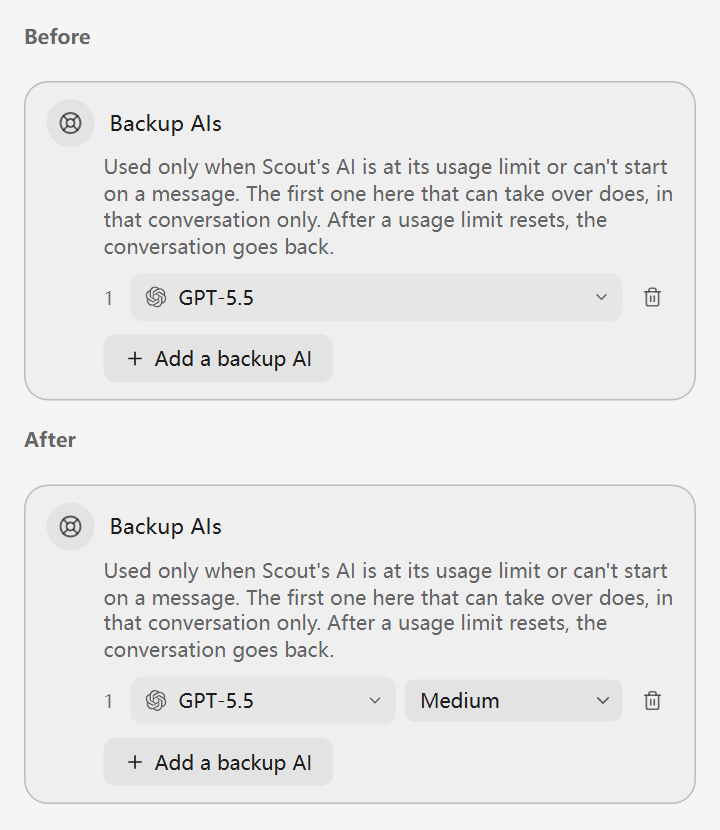 Before
Backup AIs
Used only when Scout's AI is at its usage limit or can't start
on a message. The first one here that can take over does, in
that conversation only. After a usage limit resets, the
conversation goes back.
1 GPT-5.5
+ Add a backup AI
After
Backup AIs
Used only when Scout's AI is at its usage limit or can't start
on a message. The first one here that can take over does, in
that conversation only. After a usage limit resets, the
conversation goes back.
1 GPT-5.5 Medium
+ Add a backup AI